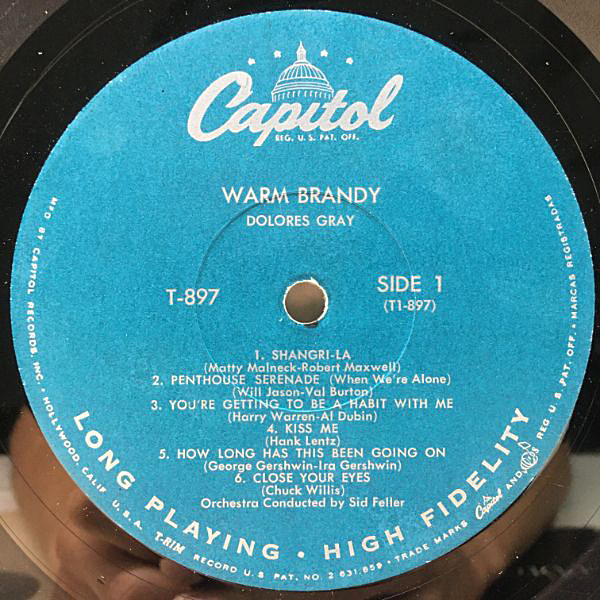 Capitol
REG. U.S. PAT. OFF.
WARM BRANDY
DOLORES GRAY
T-897
SIDE 1
(T1-897)
1. SHANGRI-LA
(Matty Malneck-Robert Maxwell)
2. PENTHOUSE SERENADE (When We're Alone)
(Will Jason-Val Burton)
3. YOU'RE GETTING TO BE A HABIT WITH ME
(Harry Warren-Al Dubin)
4. KISS ME
(Hank Lentz)
5. HOW LONG HAS THIS BEEN GOING ON
(George Gershwin-Ira Gershwin)
6. CLOSE YOUR EYES
(Chuck Willis)
Orchestra Conducted by Sid Feller
LONG PLAYING • HIGH FIDELITY
MFG BY CAPITOL RECORDS, INC. • HOLLYWOOD, CALIF U.S.A. T-RIM RECORD U.S PAT. NO. 2 631,859 • TRADE MARKS Capitol AND REG U.S. PAT. OFF. • MARCAS REGISTRADAS